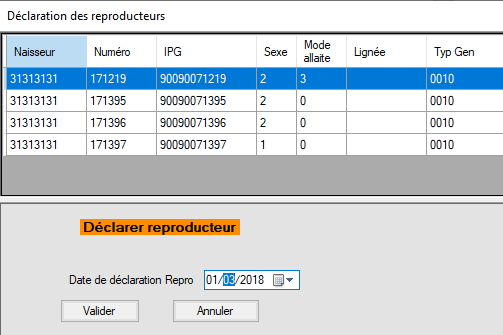 Déclaration des reproducteurs
Naisseur Numéro IPG Sexe Mode allaite Lignée Typ Gen
31313131 171219 90090071219 2 3 0010
31313131 171395 90090071395 2 0 0010
31313131 171396 90090071396 2 0 0010
31313131 171397 90090071397 1 0 0010
Déclarer reproducteur
Date de déclaration Repro 01/03/2018
Valider Annuler